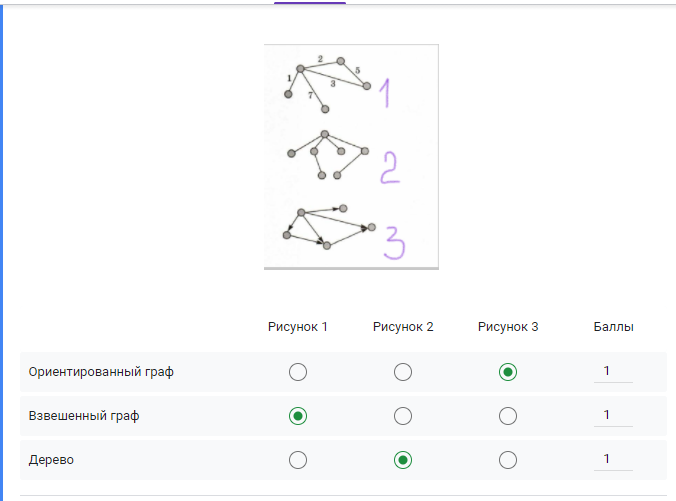 2
5
1
3
7
1
2
3
Рисунок 1 Рисунок 2 Рисунок 3 Баллы
Ориентированный граф 1
Взвешенный граф 1
Дерево 1